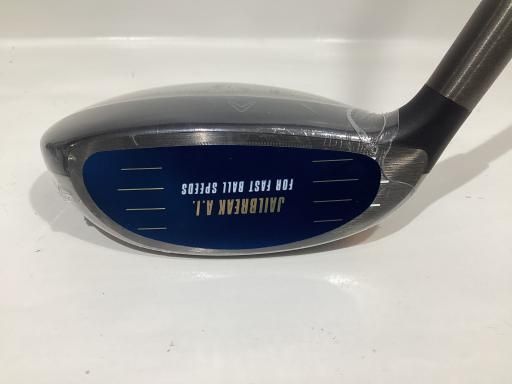 JAILBREAK A.I.
FOR FAST BALL SPEEDS